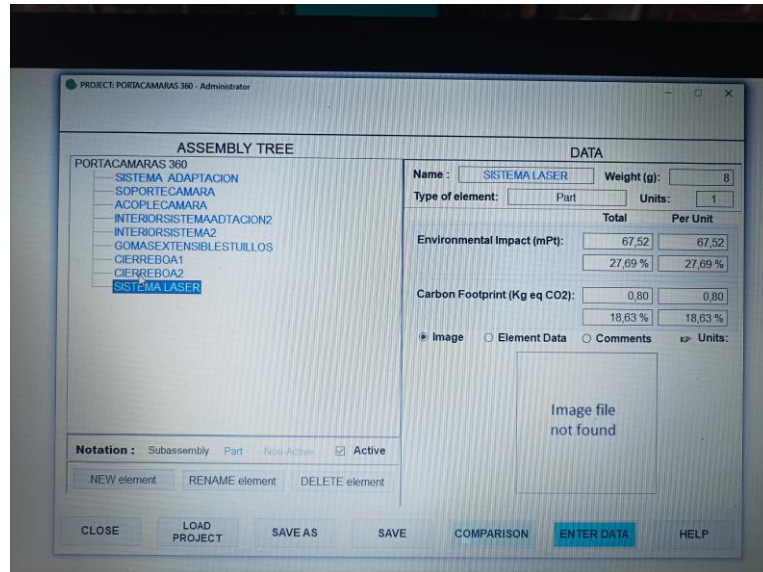 PROJECT: PORTACAMARAS 360 - Administrator
ASSEMBLY TREE
PORTACAMARAS 360
SISTEMA ADAPTACION
SOPORTECAMARA
ACOPLECAMARA
INTERIORSISTEMAADTACION2
INTERIORSISTEMA2
GOMASEXTENSIBLESTUILLOS
CIERREBOA1
CIERREBOA2
SISTEMA LASER
Notation : Subassembly Part Non-Active Active
NEW element RENAME element DELETE element
DATA
Name : SISTEMA LASER Weight (g): 8
Type of element: Part Units: 1
Total Per Unit
Environmental Impact (mPt): 67,52 67,52
27,69 % 27,69 %
Carbon Footprint (Kg eq CO2): 0,80 0,80
18,63 % 18,63 %
Image Element Data Comments Units:
Image file
not found
CLOSE LOAD PROJECT SAVE AS SAVE COMPARISON ENTER DATA HELP